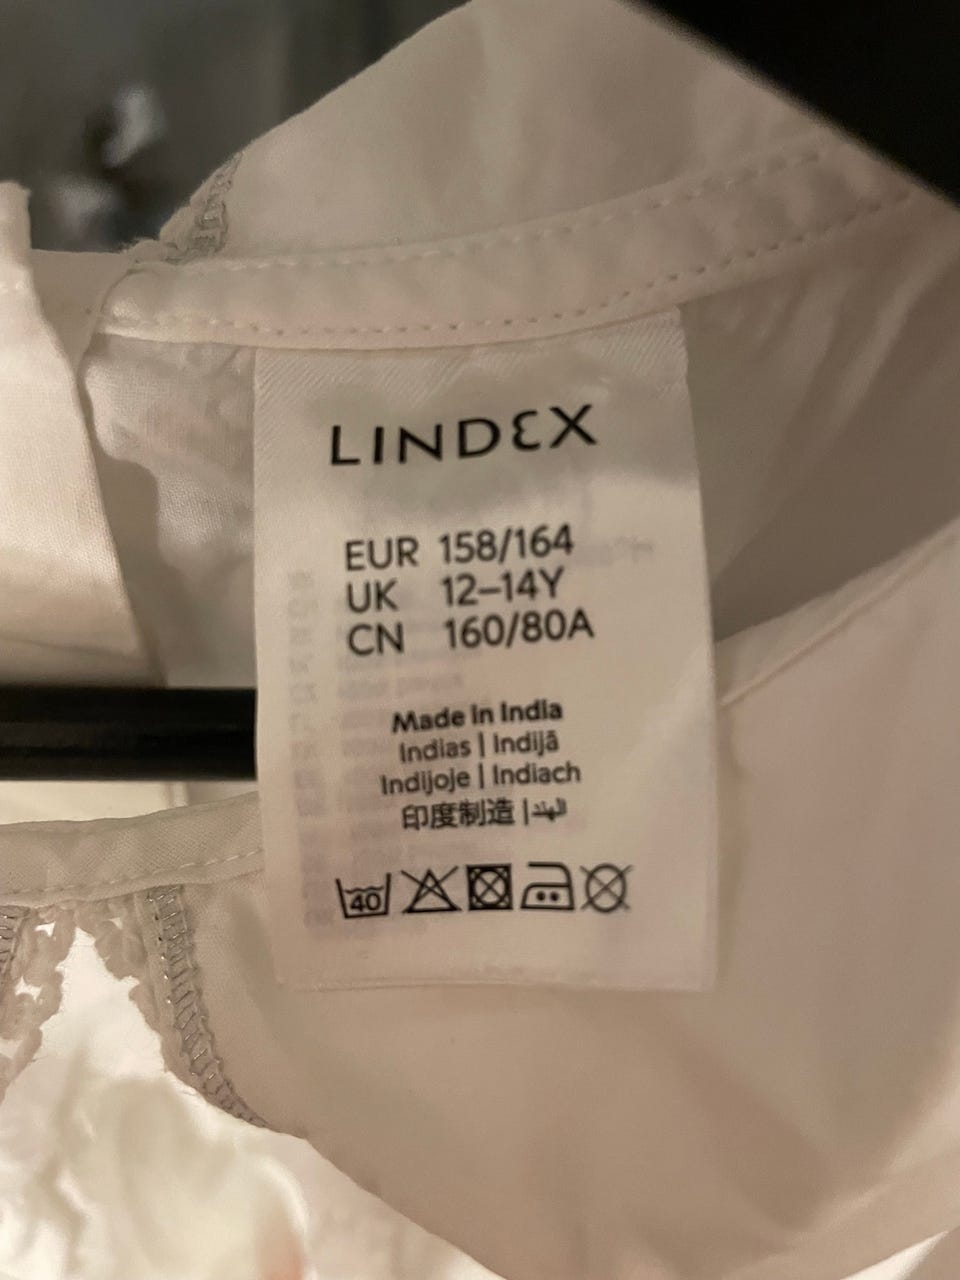 LINDEX
EUR 158/164
UK 12–14Y
CN 160/80A
Made in India
Indias | Indijā
Indijoje | Indiach
印度制造 | الهند
40